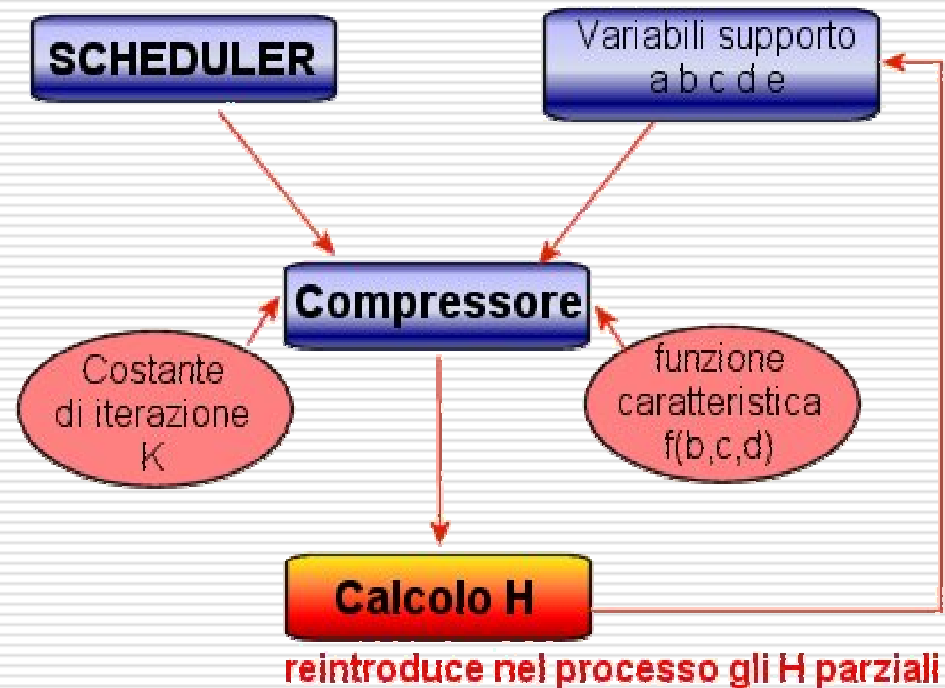 SCHEDULER
Variabili supporto
a b c d e
Compressore
Costante
di iterazione
K
funzione
caratteristica
f(b,c,d)
Calcolo H
reintroduce nel processo gli H parziali